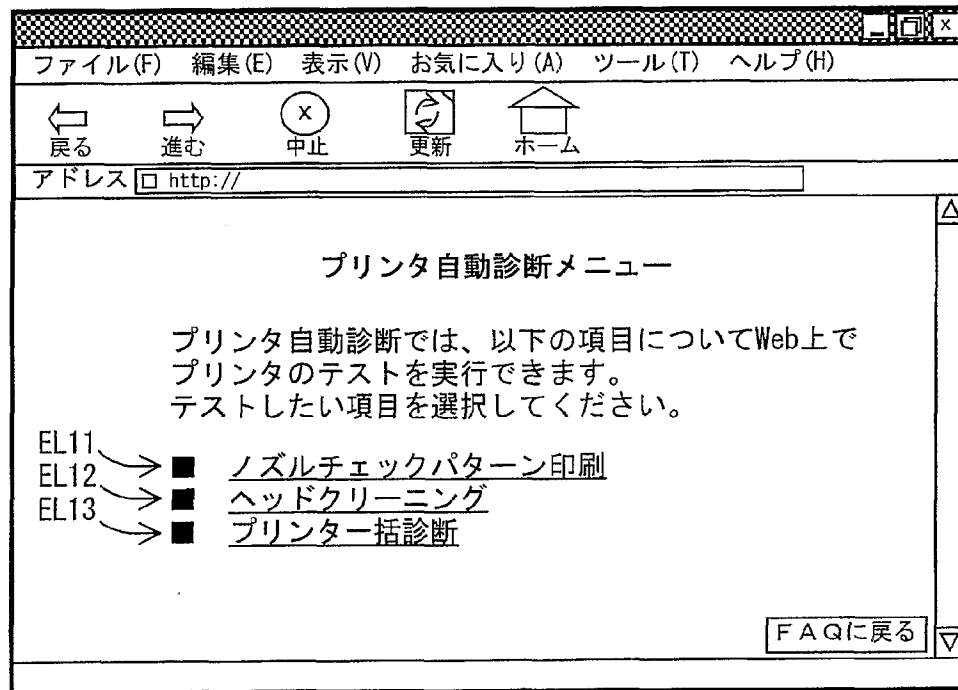 ファイル(F) 編集(E) 表示(V) お気に入り(A) ツール(T) ヘルプ(H)
戻る 進む 中止 更新 ホーム
アドレス http://
プリンタ自動診断メニュー
プリンタ自動診断では、以下の項目についてWeb上で
プリンタのテストを実行できます。
テストしたい項目を選択してください。
EL11 ノズルチェックパターン印刷
EL12 ヘッドクリーニング
EL13 プリンター括診断
FAQに戻る